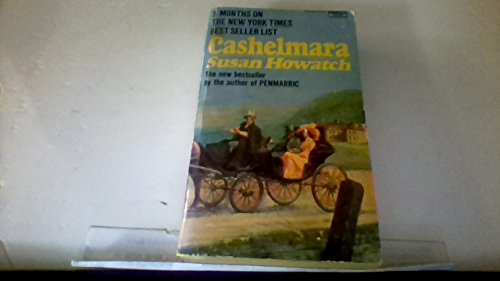 MONTHS ON
THE NEW YORK TIMES
BEST SELLER LIST
Cashelmara
Susan Howatch
the new bestseller
by the author of PENMARRIC